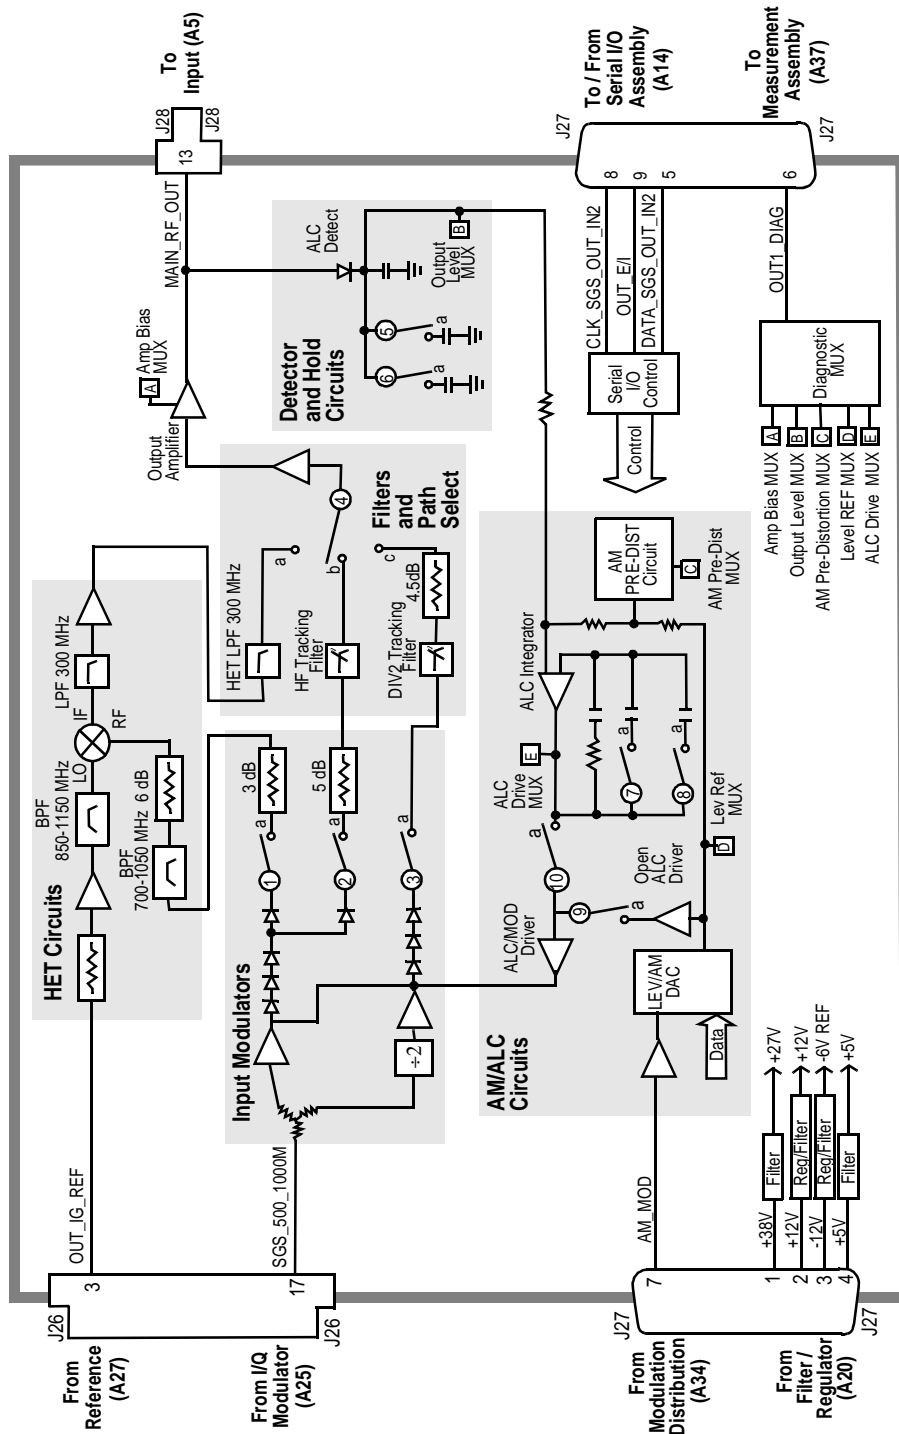 From
Reference
(A27)
J26
3
OUT_IG_REF
HET Circuits
BPF
850-1150 MHz
LO
IF
RF
LPF 300 MHz
BPF
700-1050 MHz
6 dB
From I/Q
Modulator
(A25)
17
J26
SGS_500_1000M
Input Modulators
÷2
1
a
3 dB
2
a
5 dB
3
a
HET LPF 300 MHz
HF Tracking
Filter
DIV2 Tracking
Filter
4.5dB
a
b
c
4
Filters
and
Path
Select
Output
Amplifier
A
Amp Bias
MUX
MAIN_RF_OUT
13
J28
J28
To
Input (A5)
Detector
and Hold
Circuits
ALC
Detect
5
a
6
a
B
Output
Level
MUX
AM/ALC
Circuits
ALC/MOD
Driver
10
a
9
a
Open
ALC
Driver
ALC
Drive
MUX
E
ALC Integrator
7
a
8
a
AM
PRE-DIST
Circuit
C
AM Pre-Dist
MUX
D
Lev Ref
MUX
LEV/AM
DAC
Data
From
Modulation
Distribution
(A34)
J27
7
AM_MOD
From
Filter /
Regulator
(A20)
J27
1
+38V
Filter
+27V
2
+12V
Reg/Filter
+12V
3
-12V
Reg/Filter
-6V REF
4
+5V
Filter
+5V
Control
Serial
I/O
Control
CLK_SGS_OUT_IN2
8
OUT_E/I
9
DATA_SGS_OUT_IN2
5
J27
To / From
Serial I/O
Assembly
(A14)
Amp Bias MUX
A
Output Level MUX
B
AM Pre-Distortion MUX
C
Level REF MUX
D
ALC Drive MUX
E
Diagnostic
MUX
OUT1_DIAG
6
J27
To
Measurement
Assembly
(A37)